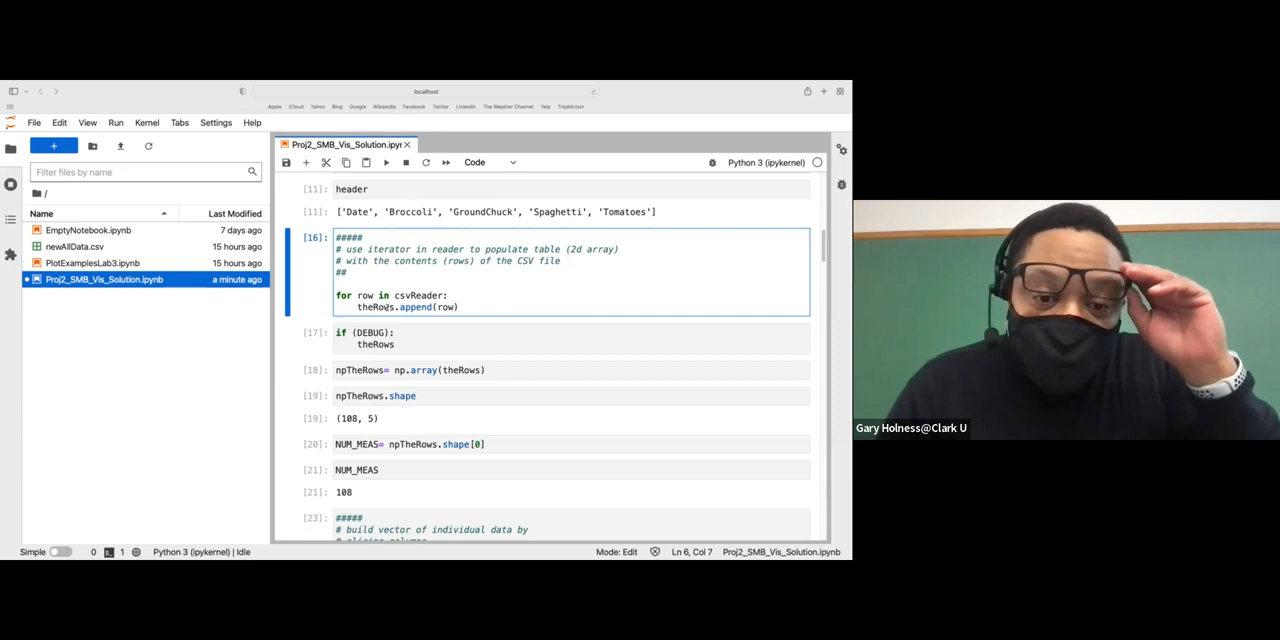 localhost
Apple iCloud Yahoo Bing Google Wikipedia Facebook Twitter LinkedIn The Weather Channel Yelp TripAdvisor
File Edit View Run Kernel Tabs Settings Help
Proj2_SMB_Vis_Solution.ipyr
Filter files by name
Code
Python 3 (ipykernel)
/
Name Last Modified
EmptyNotebook.ipynb 7 days ago
newAllData.csv 15 hours ago
PlotExamplesLab3.ipynb 15 hours ago
Proj2_SMB_Vis_Solution.ipynb a minute ago
[11]: header
[11]: ['Date', 'Broccoli', 'GroundChuck', 'Spaghetti', 'Tomatoes']
[16]: #####
# use iterator in reader to populate table (2d array)
# with the contents (rows) of the CSV file
##
for row in csvReader:
theRows.append(row)
[17]: if (DEBUG):
theRows
[18]: npTheRows= np.array(theRows)
[19]: npTheRows.shape
[19]: (108, 5)
[20]: NUM_MEAS= npTheRows.shape[0]
[21]: NUM_MEAS
[21]: 108
[23]: #####
# build vector of individual data by
Simple 0 1 Python 3 (ipykernel) | Idle Mode: Edit Ln 6, Col 7 Proj2_SMB_Vis_Solution.ipynb
Gary Holness@Clark U